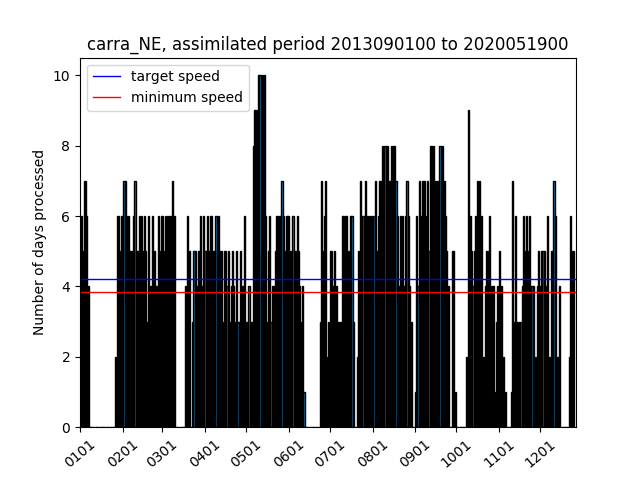 carra_NE, assimilated period 2013090100 to 2020051900
target speed
minimum speed
Number of days processed
10
8
6
4
2
0
0101 0201 0301 0401 0501 0601 0701 0801 0901 1001 1101 1201